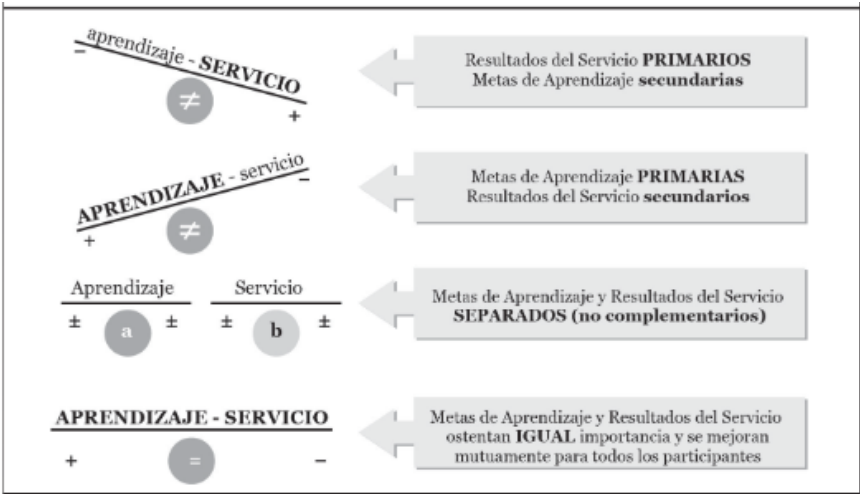 aprendizaje - SERVICIO
−
≠
+
Resultados del Servicio PRIMARIOS
Metas de Aprendizaje secundarias
APRENDIZAJE - servicio
−
≠
+
Metas de Aprendizaje PRIMARIAS
Resultados del Servicio secundarios
Aprendizaje
± a ±
Servicio
± b ±
Metas de Aprendizaje y Resultados del Servicio
SEPARADOS (no complementarios)
APRENDIZAJE - SERVICIO
+ = −
Metas de Aprendizaje y Resultados del Servicio
ostentan IGUAL importancia y se mejoran
mutuamente para todos los participantes